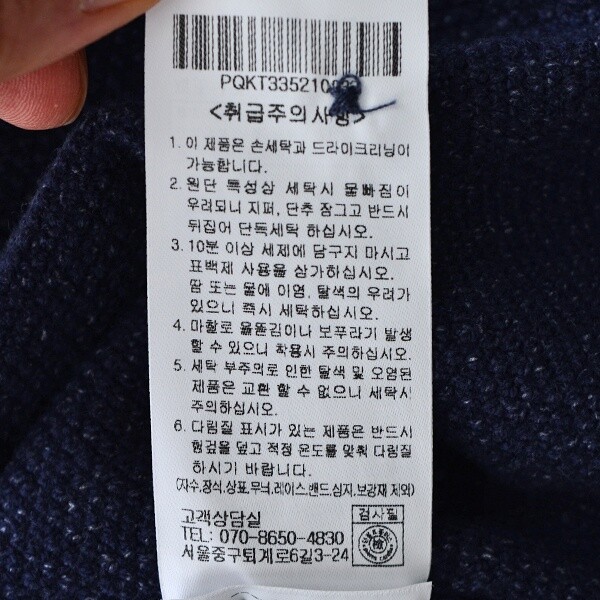 PQKT33521
<취급주의사항>
1. 이 제품은 손세탁과 드라이크리닝이
가능합니다.
2. 원단 특성상 세탁시 물빠짐이
우려되니 지퍼, 단추 잠그고 반드시
뒤집어 단독세탁 하십시오.
3. 10분 이상 세제에 담구지 마시고
표백제 사용을 삼가하십시오.
땀 또는 물에 이염, 탈색의 우려가
있으니 즉시 세탁하십시오.
4. 마찰로 올뜯김이나 보푸라기 발생
할 수 있으니 착용시 주의하십시오.
5. 세탁 부주의로 인한 탈색 및 오염된
제품은 교환 할 수 없으니 세탁시
주의하십시오.
6. 다림질 표시가 있는 제품은 반드시
헝겊을 덮고 적정 온도를 맞춰 다림질
하시기 바랍니다.
(자수,장식,상표,무늬,레이스,밴드,심지,보강재 제외)
고객상담실
TEL: 070-8650-4830
서울중구퇴계로6길3-24
검사필